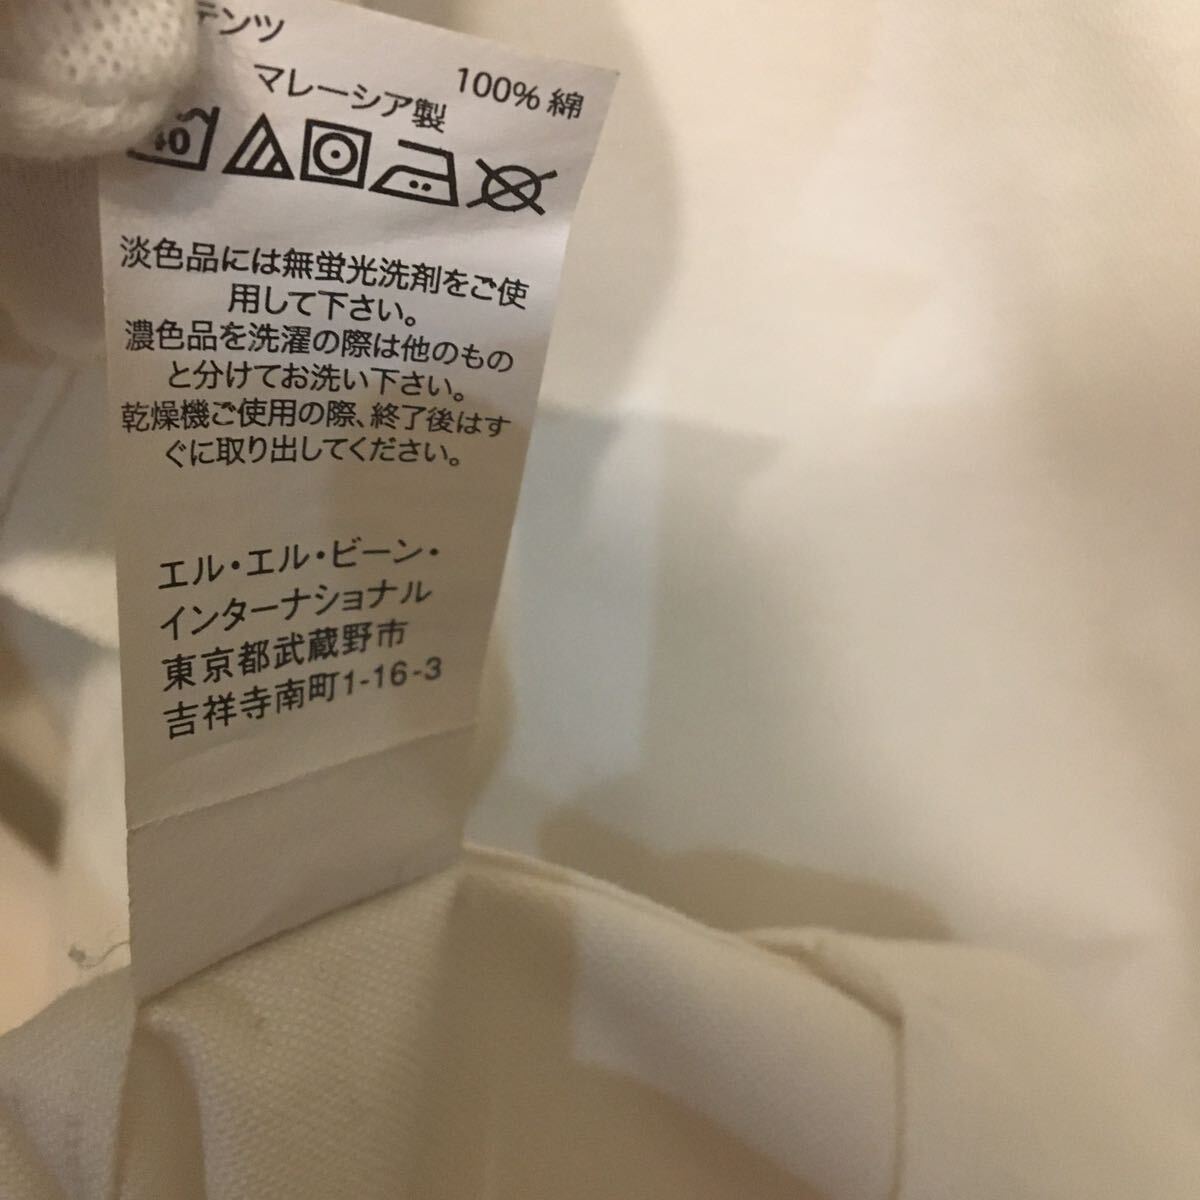 テンツ
100% 綿
マレーシア製
40
淡色品には無蛍光洗剤をご使
用して下さい。
濃色品を洗濯の際は他のもの
と分けてお洗い下さい。
乾燥機ご使用の際、終了後はす
ぐに取り出してください。
エル・エル・ビーン・
インターナショナル
東京都武蔵野市
吉祥寺南町1-16-3